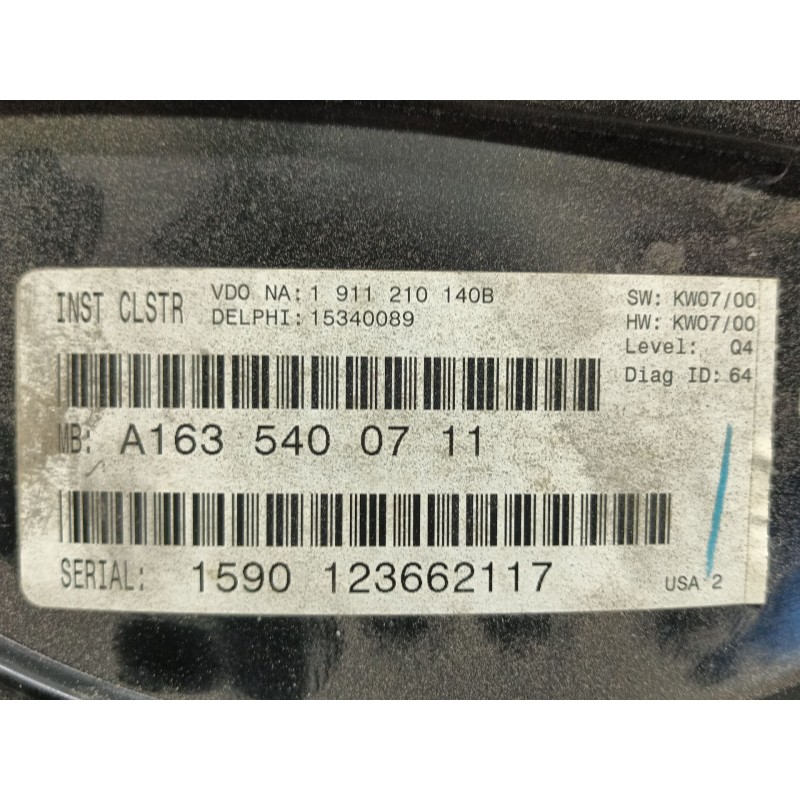 INST CLSTR
VDO NA: 1 911 210 140B
DELPHI: 15340089
SW: KW07/00
HW: KW07/00
Level: Q4
Diag ID: 64
MB: A163 540 07 11
SERIAL: 1590 123662117
USA 2